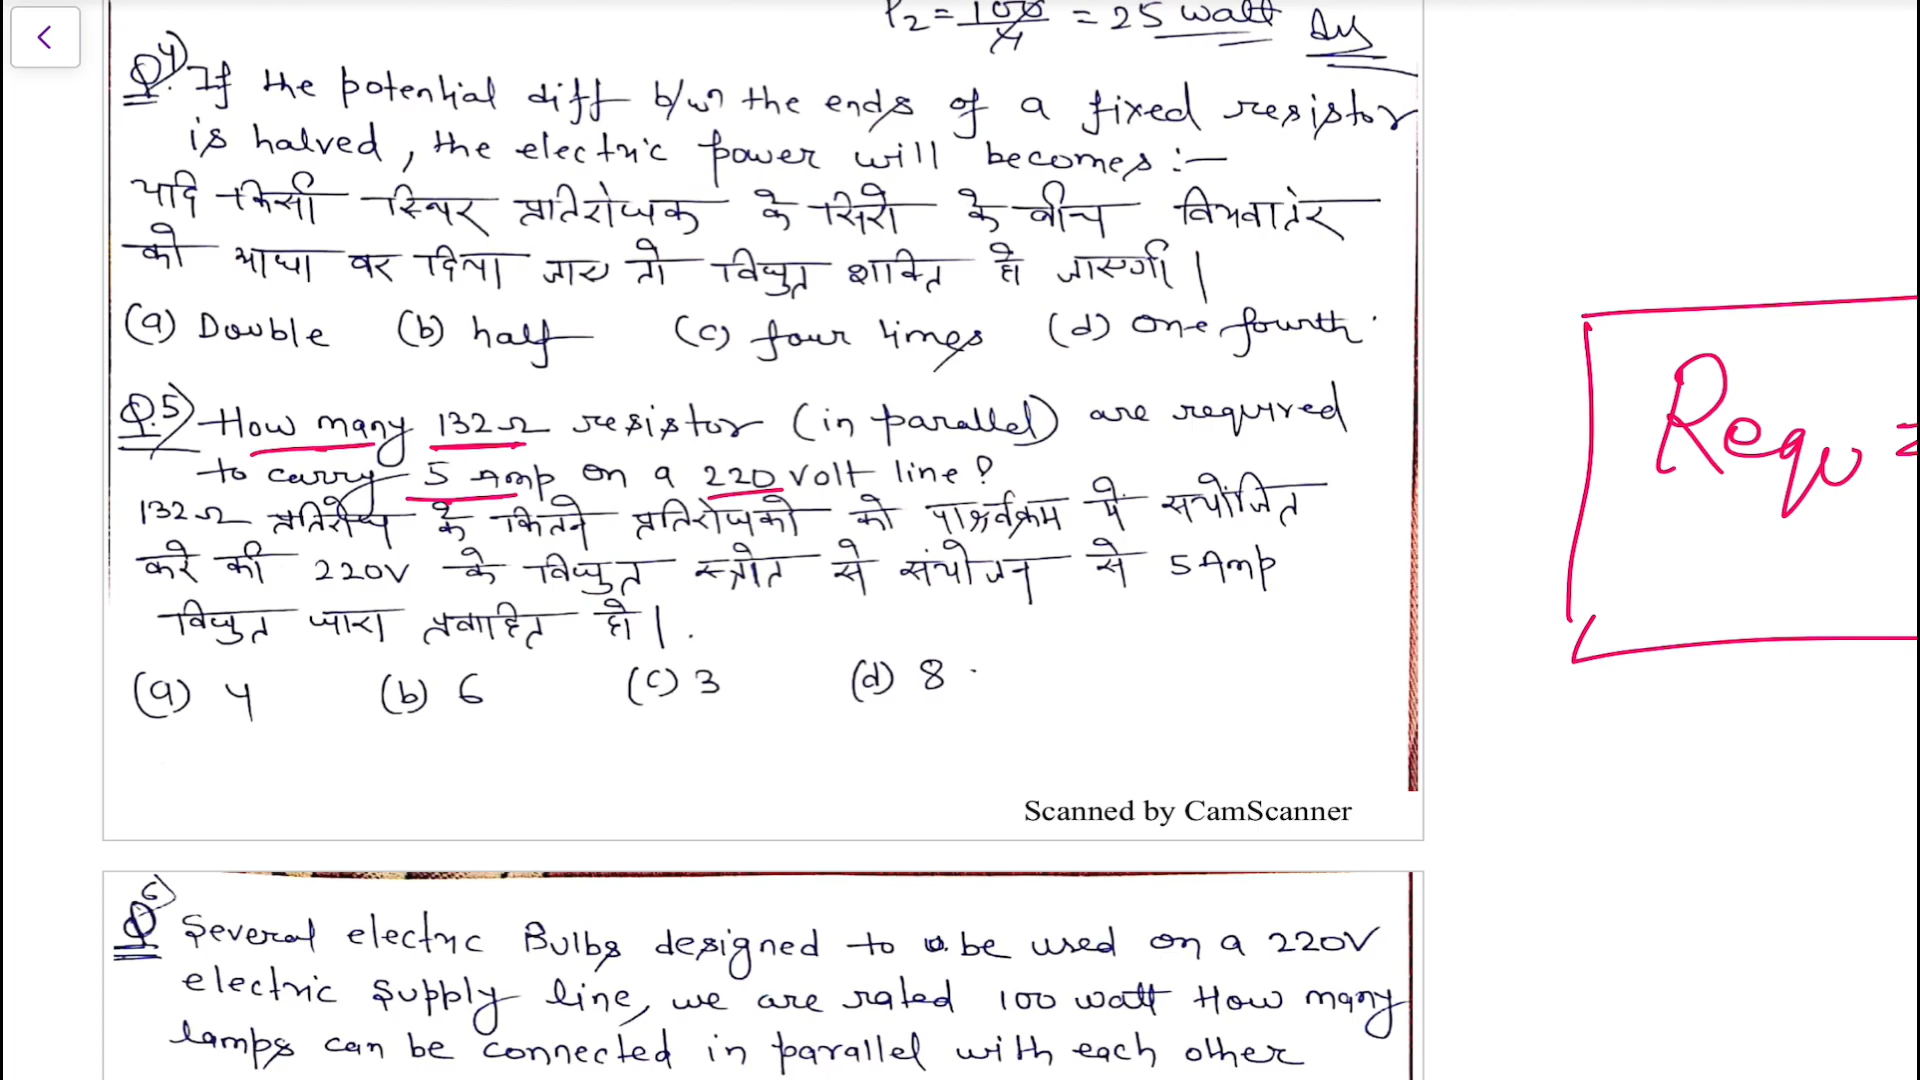 P2 = 100/4 = 25 watt Ans
Q.4) If the potential diff b/wn the ends of a fixed resistor
is halved, the electric power will becomes :-
यदि किसी स्थिर प्रतिरोधक के सिरो के बीच विभवांतर
को आधा कर दिया जाए तो विद्युत शक्ति हो जाएगी |
(a) Double (b) half (c) four times (d) one fourth
Q.5) How many 132Ω resistor (in parallel) are required
to carry 5 Amp on a 220 volt line?
132Ω प्रतिरोध के कितने प्रतिरोधको को पार्श्वक्रम मे संयोजित
करे की 220V के विद्युत स्त्रोत से संयोजन से 5 Amp
विद्युत धारा प्रवाहित हो |
(a) 4 (b) 6 (c) 3 (d) 8
Requ =
Scanned by CamScanner
Q6) Several electric Bulbs designed to be used on a 220V
electric supply line, we are rated 100 watt How many
lamps can be connected in parallel with each other